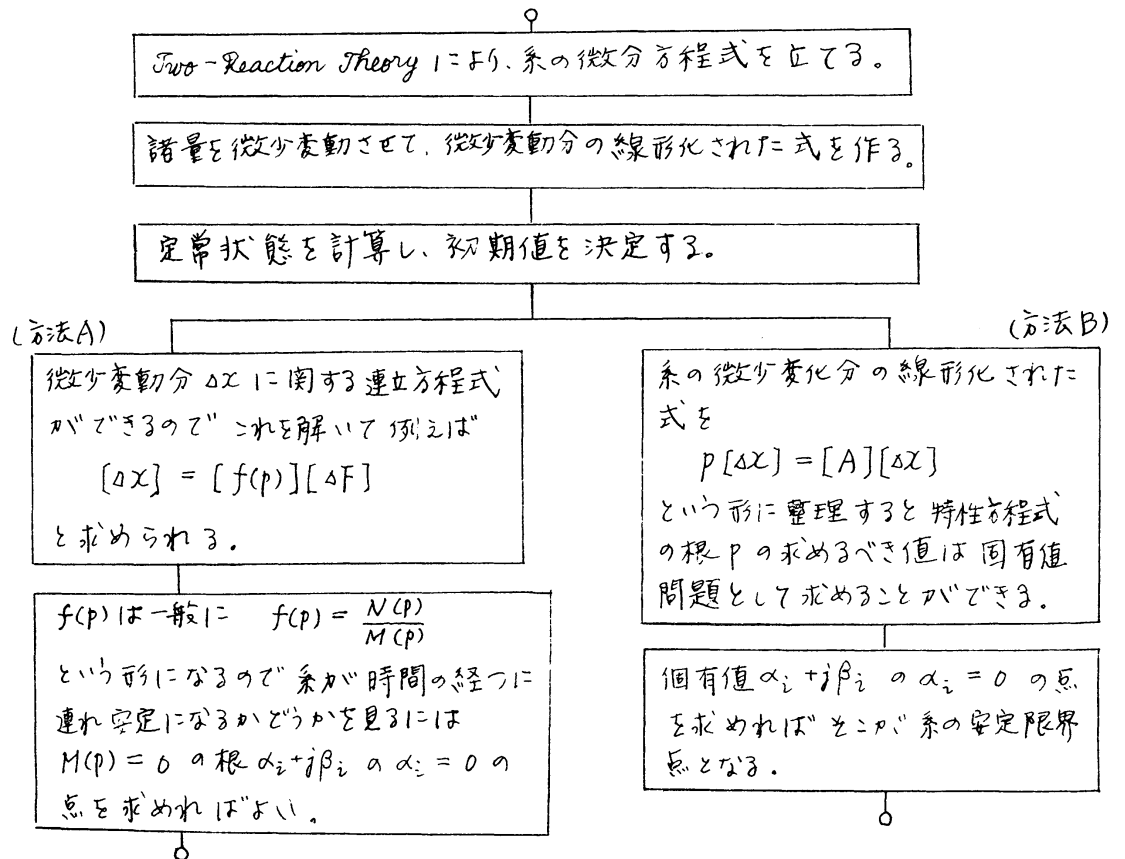 Two-Reaction Theory により、系の微分方程式を立てる。
諸量を微少変動させて、微少変動分の線形化された式を作る。
定常状態を計算し、初期値を決定する。
(方法A)
微少変動分 Δx に関する連立方程式
ができるので これを解いて 例えば
[Δx] = [f(p)][ΔF]
と求められる.
f(p)は一般に f(p) = N(p)/M(p)
という形になるので 系が時間の経つに
連れ安定になるかどうかを見るには
M(p) = 0 の根 αi+jβi の αi = 0 の
点を求めればよい.
(方法B)
系の微少変化分の線形化された
式を
p[Δx] = [A][Δx]
という形に整理すると特性方程式
の根 P の求めるべき値は固有値
問題として求めることができる.
個有値 αi+jβi の αi = 0 の点
を求めれば そこが系の安定限界
点となる.